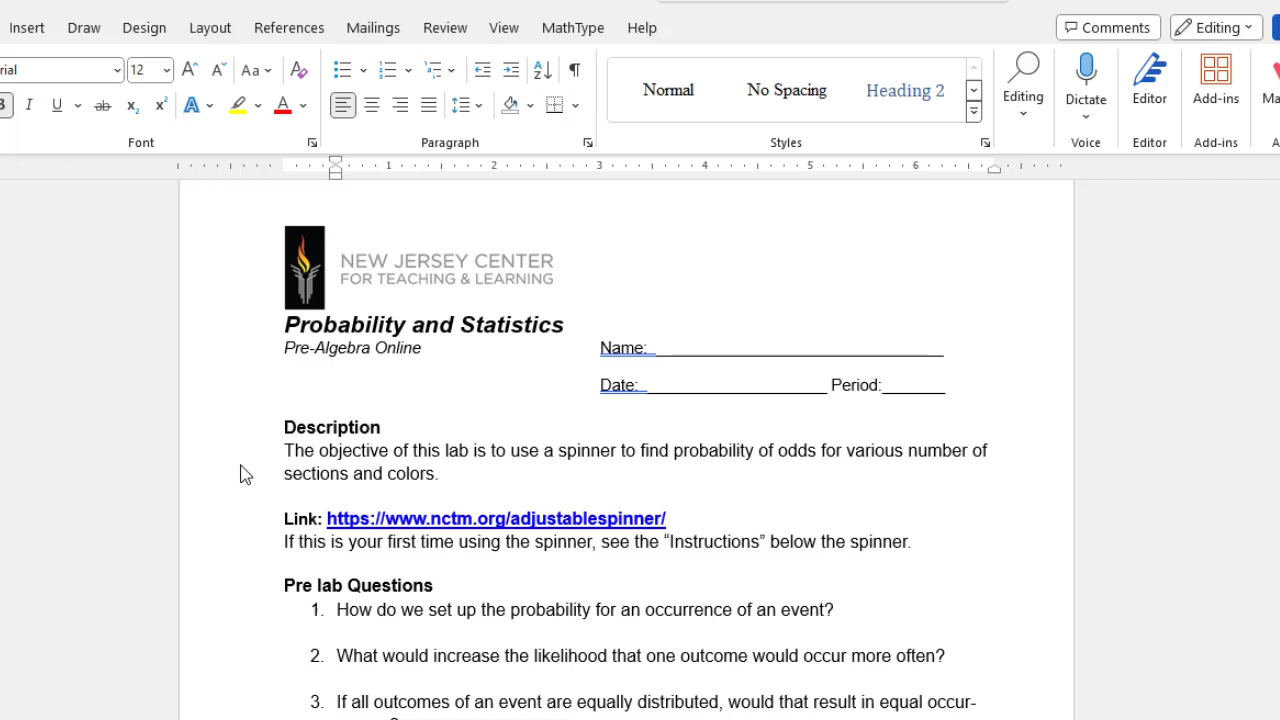 Insert Draw Design Layout References Mailings Review View MathType Help Comments Editing
rial 12 Aa Normal No Spacing Heading 2 Editing Dictate Editor Add-ins
Font Paragraph Styles Voice Editor Add-ins
1 2 3 4 5 6
NEW JERSEY CENTER
FOR TEACHING & LEARNING
Probability and Statistics
Pre-Algebra Online Name:
Date: Period:
Description
The objective of this lab is to use a spinner to find probability of odds for various number of
sections and colors.
Link: https://www.nctm.org/adjustablespinner/
If this is your first time using the spinner, see the “Instructions” below the spinner.
Pre lab Questions
1. How do we set up the probability for an occurrence of an event?
2. What would increase the likelihood that one outcome would occur more often?
3. If all outcomes of an event are equally distributed, would that result in equal occur-